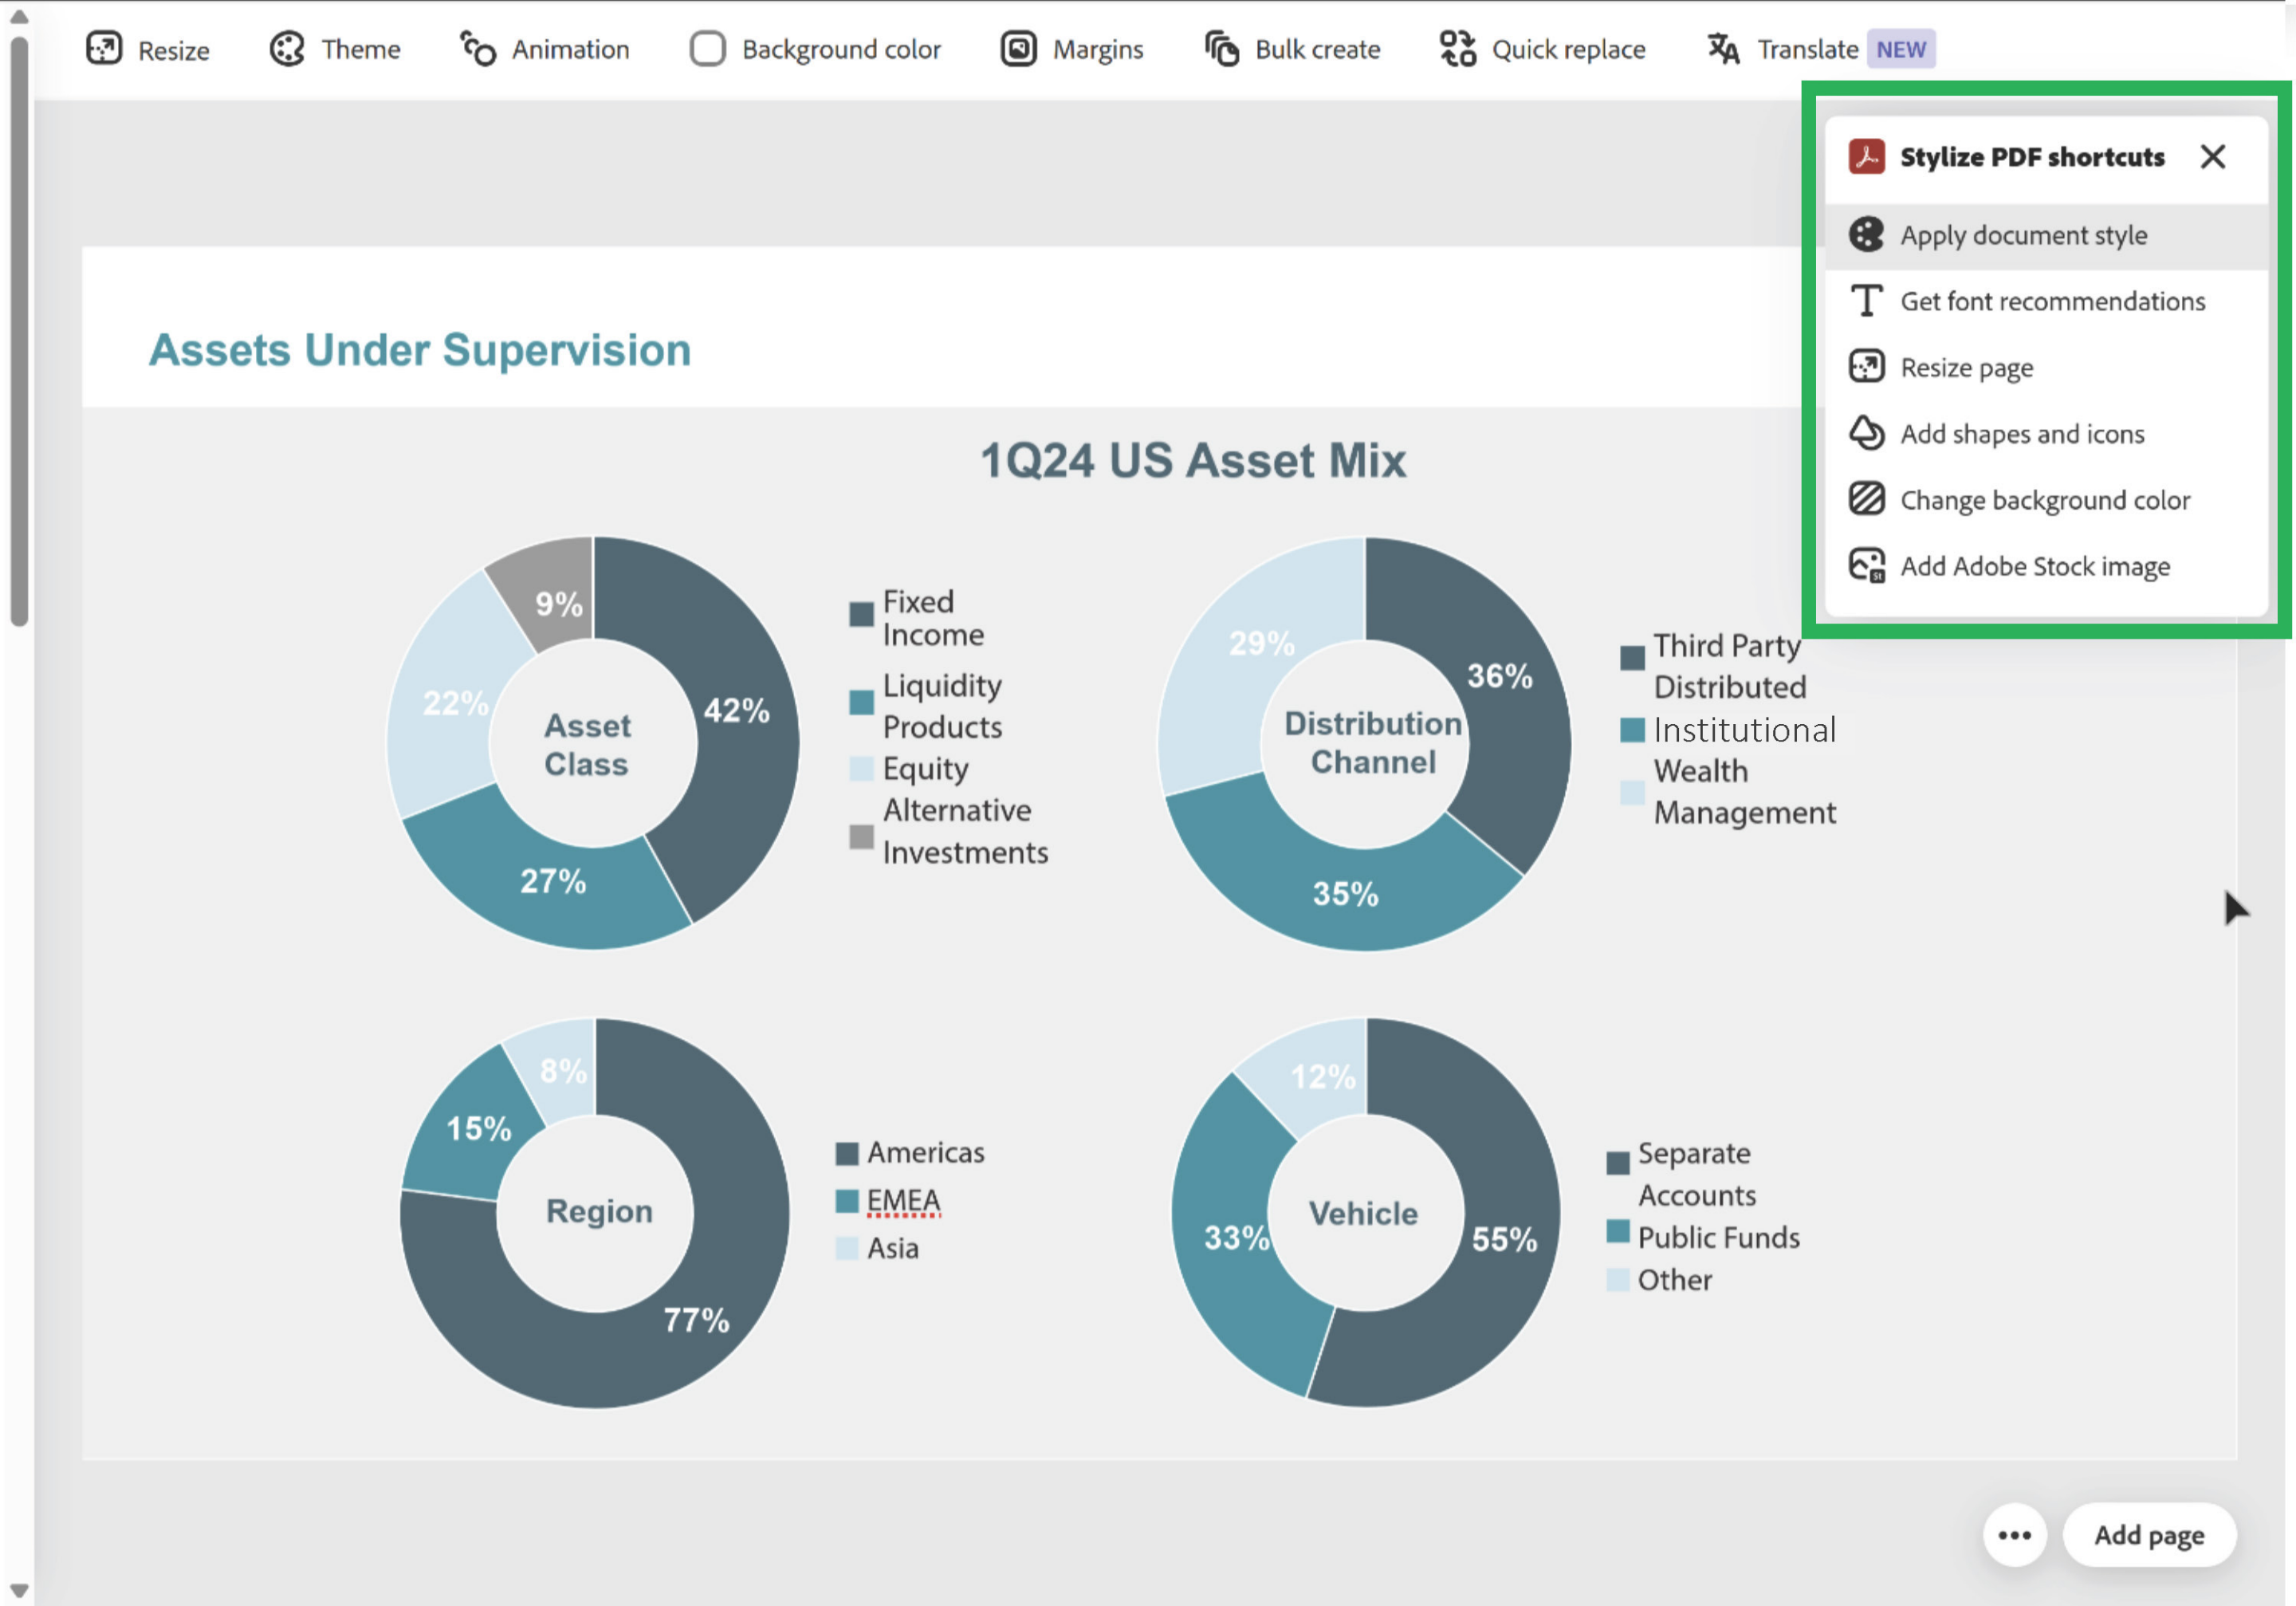 Resize Theme Animation Background color Margins Bulk create Quick replace Translate NEW
Stylize PDF shortcuts
Apply document style
Get font recommendations
Resize page
Add shapes and icons
Change background color
Add Adobe Stock image
Assets Under Supervision
1Q24 US Asset Mix
9%
22%
42%
27%
Asset
Class
Fixed
Income
Liquidity
Products
Equity
Alternative
Investments
29%
36%
35%
Distribution
Channel
Third Party
Distributed
Institutional
Wealth
Management
8%
15%
77%
Region
Americas
EMEA
Asia
12%
33%
55%
Vehicle
Separate
Accounts
Public Funds
Other
Add page